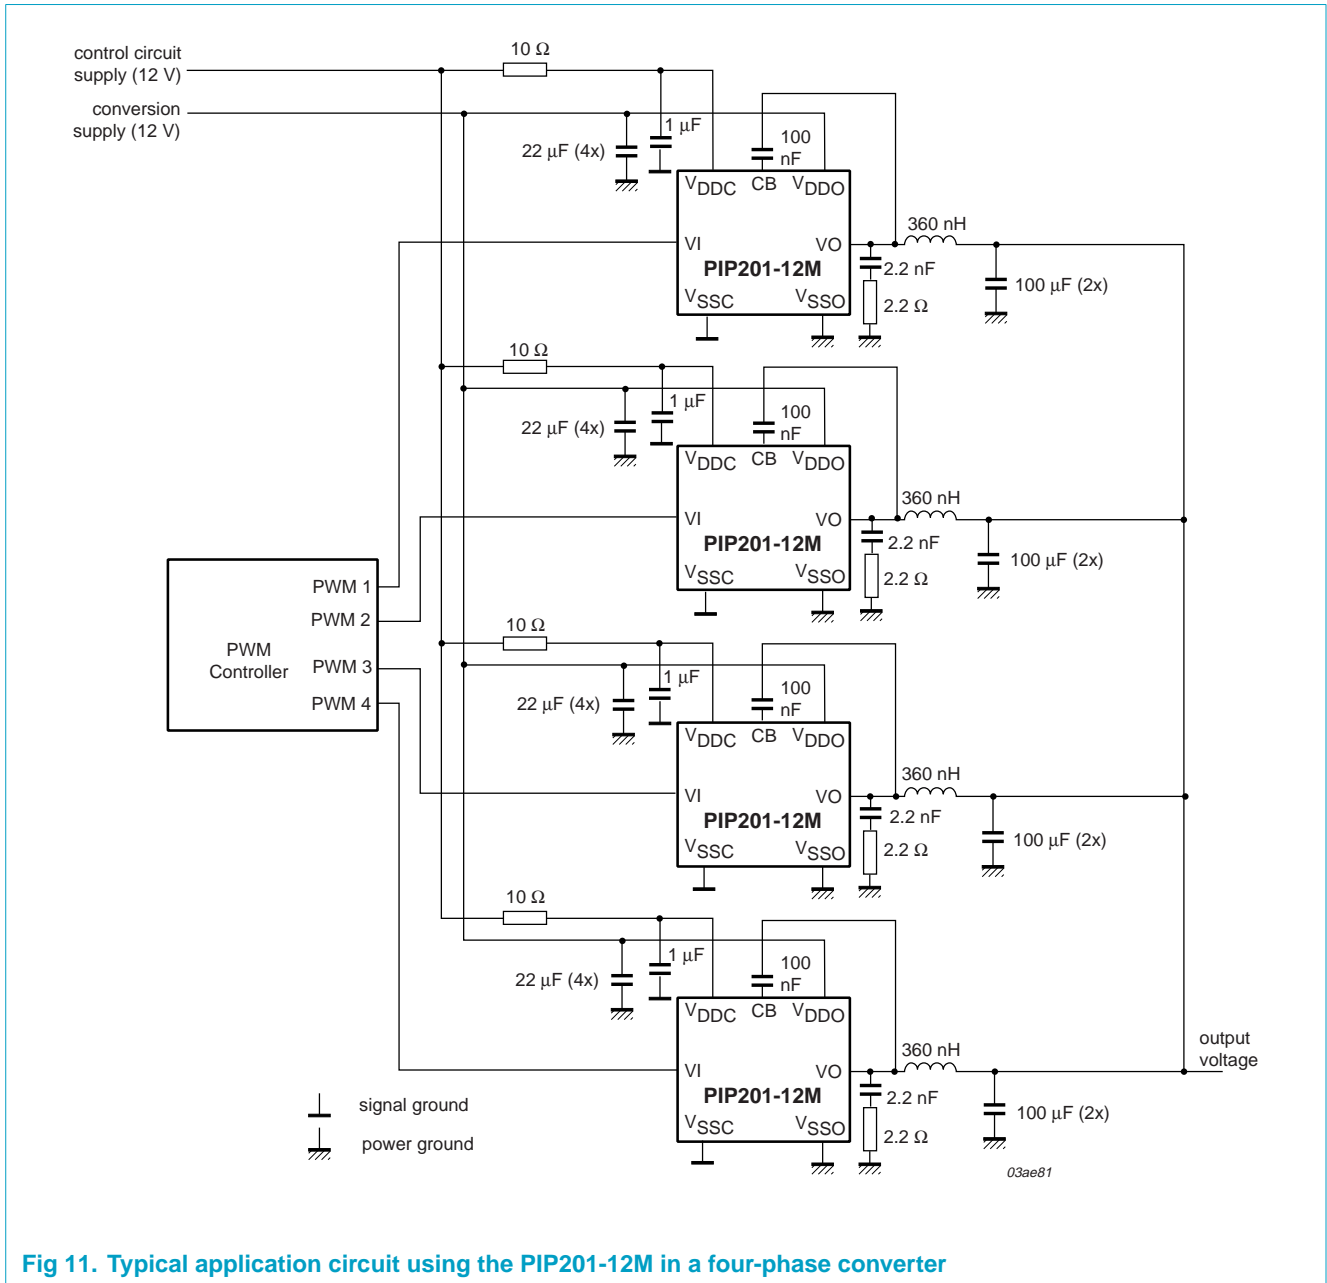 control circuit
supply (12 V)
10 Ω
conversion
supply (12 V)
1 μF
22 μF (4x)
100
nF
VDDC CB VDDO
360 nH
VI VO
PIP201-12M
2.2 nF
100 μF (2x)
VSSC VSSO
2.2 Ω
10 Ω
1 μF
22 μF (4x)
100
nF
VDDC CB VDDO
360 nH
VI VO
PIP201-12M
2.2 nF
100 μF (2x)
VSSC VSSO
2.2 Ω
PWM 1
PWM 2
PWM
Controller
PWM 3
PWM 4
10 Ω
1 μF
22 μF (4x)
100
nF
VDDC CB VDDO
360 nH
VI VO
PIP201-12M
2.2 nF
100 μF (2x)
VSSC VSSO
2.2 Ω
10 Ω
1 μF
22 μF (4x)
100
nF
VDDC CB VDDO
360 nH
output
voltage
VI VO
PIP201-12M
2.2 nF
100 μF (2x)
VSSC VSSO
2.2 Ω
signal ground
power ground
03ae81
Fig 11. Typical application circuit using the PIP201-12M in a four-phase converter